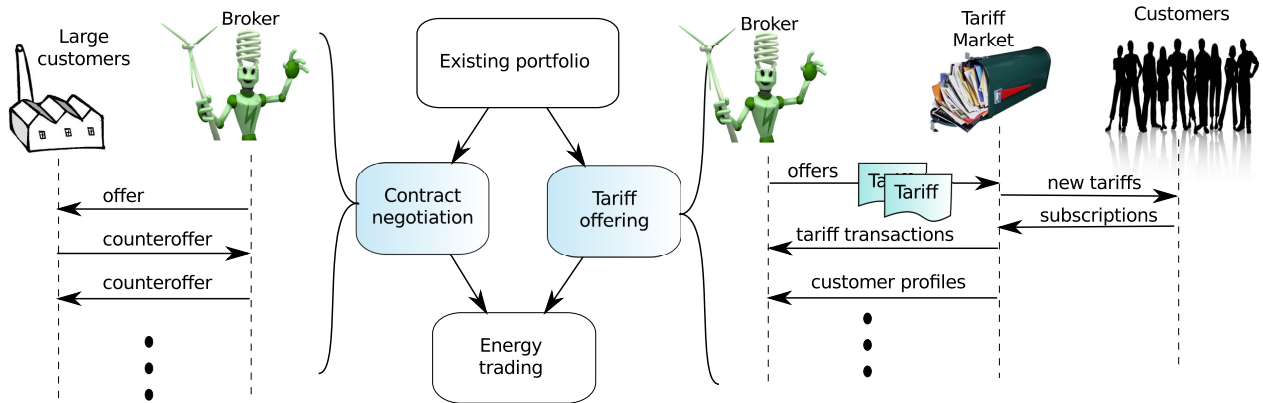 Large
customers
Broker
offer
counteroffer
counteroffer
Existing portfolio
Contract
negotiation
Tariff
offering
Energy
trading
Broker
Tariff
Market
Customers
offers
Tariff
new tariffs
subscriptions
tariff transactions
customer profiles